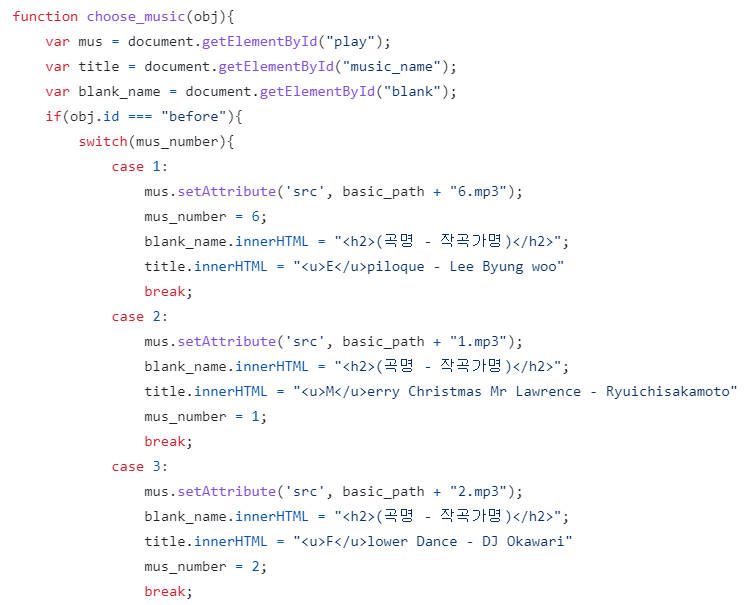 function choose_music(obj){
    var mus = document.getElementById("play");
    var title = document.getElementById("music_name");
    var blank_name = document.getElementById("blank");
    if(obj.id === "before"){
        switch(mus_number){
            case 1:
                mus.setAttribute('src', basic_path + "6.mp3");
                mus_number = 6;
                blank_name.innerHTML = "<h2>(곡명 - 작곡가명)</h2>";
                title.innerHTML = "<u>E</u>piloque - Lee Byung woo"
                break;
            case 2:
                mus.setAttribute('src', basic_path + "1.mp3");
                blank_name.innerHTML = "<h2>(곡명 - 작곡가명)</h2>";
                title.innerHTML = "<u>M</u>erry Christmas Mr Lawrence - Ryuichisakamoto"
                mus_number = 1;
                break;
            case 3:
                mus.setAttribute('src', basic_path + "2.mp3");
                blank_name.innerHTML = "<h2>(곡명 - 작곡가명)</h2>";
                title.innerHTML = "<u>F</u>lower Dance - DJ Okawari"
                mus_number = 2;
                break;